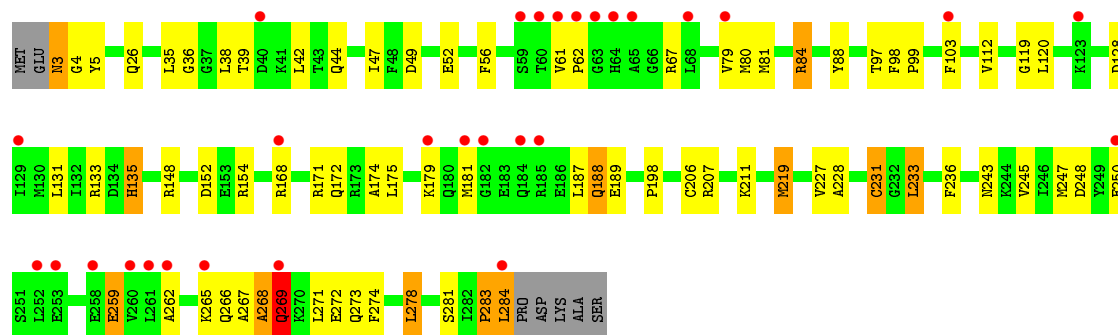 MET GLU N3 G4 Y5 Q26 L35 G36 G37 L38 T39 D40 K41 L42 T43 Q44 I47 F48 D49 E52 F56 S59 T60 V61 P62 G63 H64 A65 G66 R67 L68 V79 M80 M81 R84 Y88 T97 F98 P99 F103 V112 G119 L120 K123 D128
I129 M130 L131 I132 R133 D134 H135 R148 D152 E153 R154 R168 R171 Q172 R173 A174 L175 K179 Q180 M181 G182 E183 Q184 R185 E186 L187 Q188 E189 P198 C206 R207 K211 M219 V227 A228 C231 G232 L233 F236 N243 K244 V245 I246 M247 D248 Y249
S251 L252 E253 E258 E259 V260 L261 A262 K265 Q266 A267 A268 Q269 K270 L271 E272 Q273 F274 L278 S281 I282 P283 L284 PRO ASP LYS ALA SER